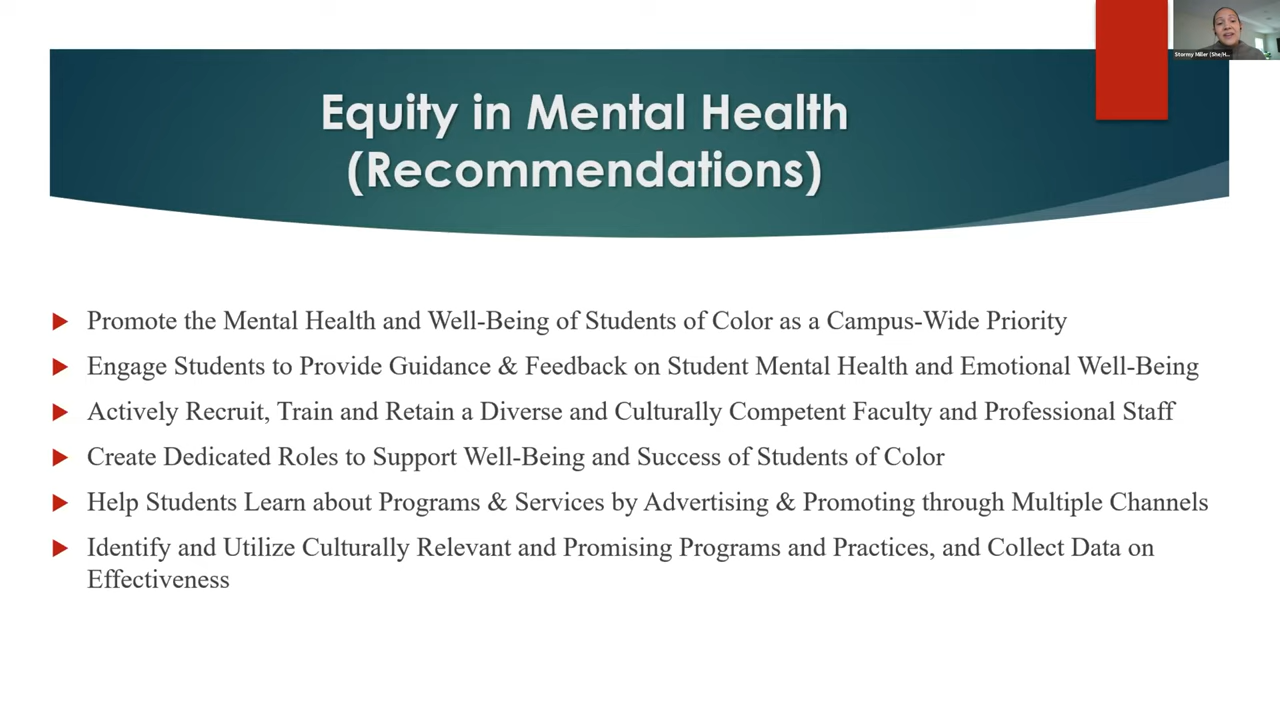 Stormy Millar (She/H...
Equity in Mental Health
(Recommendations)
Promote the Mental Health and Well-Being of Students of Color as a Campus-Wide Priority
Engage Students to Provide Guidance & Feedback on Student Mental Health and Emotional Well-Being
Actively Recruit, Train and Retain a Diverse and Culturally Competent Faculty and Professional Staff
Create Dedicated Roles to Support Well-Being and Success of Students of Color
Help Students Learn about Programs & Services by Advertising & Promoting through Multiple Channels
Identify and Utilize Culturally Relevant and Promising Programs and Practices, and Collect Data on
Effectiveness